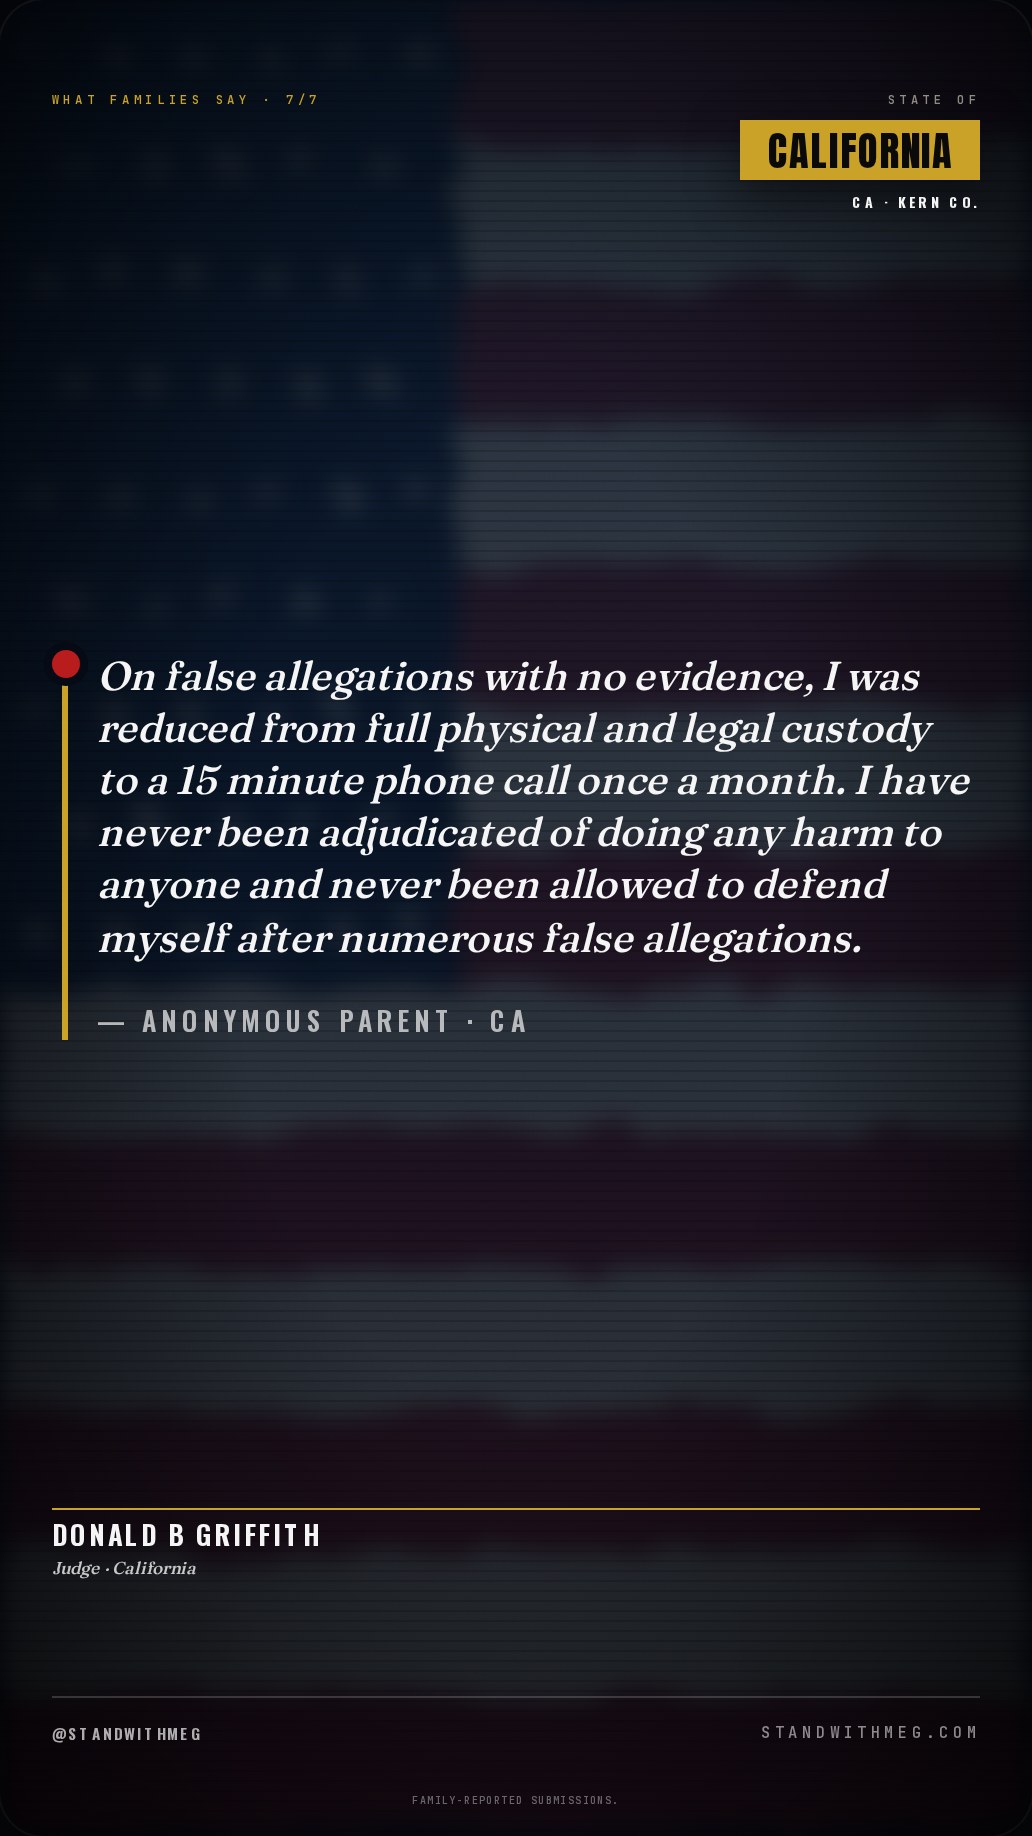 WHAT FAMILIES SAY · 7/7
STATE OF
CALIFORNIA
CA · KERN CO.
On false allegations with no evidence, I was
reduced from full physical and legal custody
to a 15 minute phone call once a month. I have
never been adjudicated of doing any harm to
anyone and never been allowed to defend
myself after numerous false allegations.
— ANONYMOUS PARENT · CA
DONALD B GRIFFITH
Judge · California
@STANDWITHMEG
STANDWITHMEG.COM
FAMILY-REPORTED SUBMISSIONS.